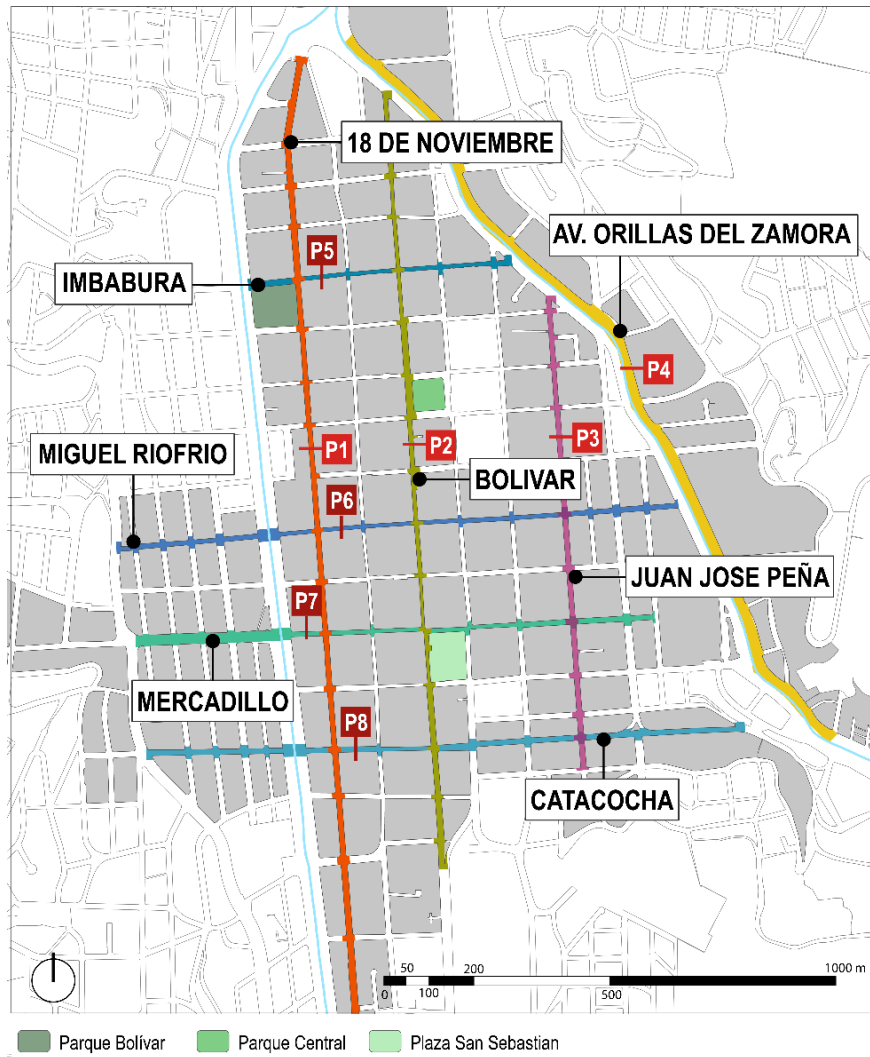 18 DE NOVIEMBRE
AV. ORILLAS DEL ZAMORA
P5
IMBABURA
P4
P1
P2
P3
MIGUEL RIOFRIO
BOLIVAR
P6
JUAN JOSE PEÑA
P7
MERCADILLO
P8
CATACOCHA
50
200
1000 m
0
100
500
Parque Bolívar
Parque Central
Plaza San Sebastian